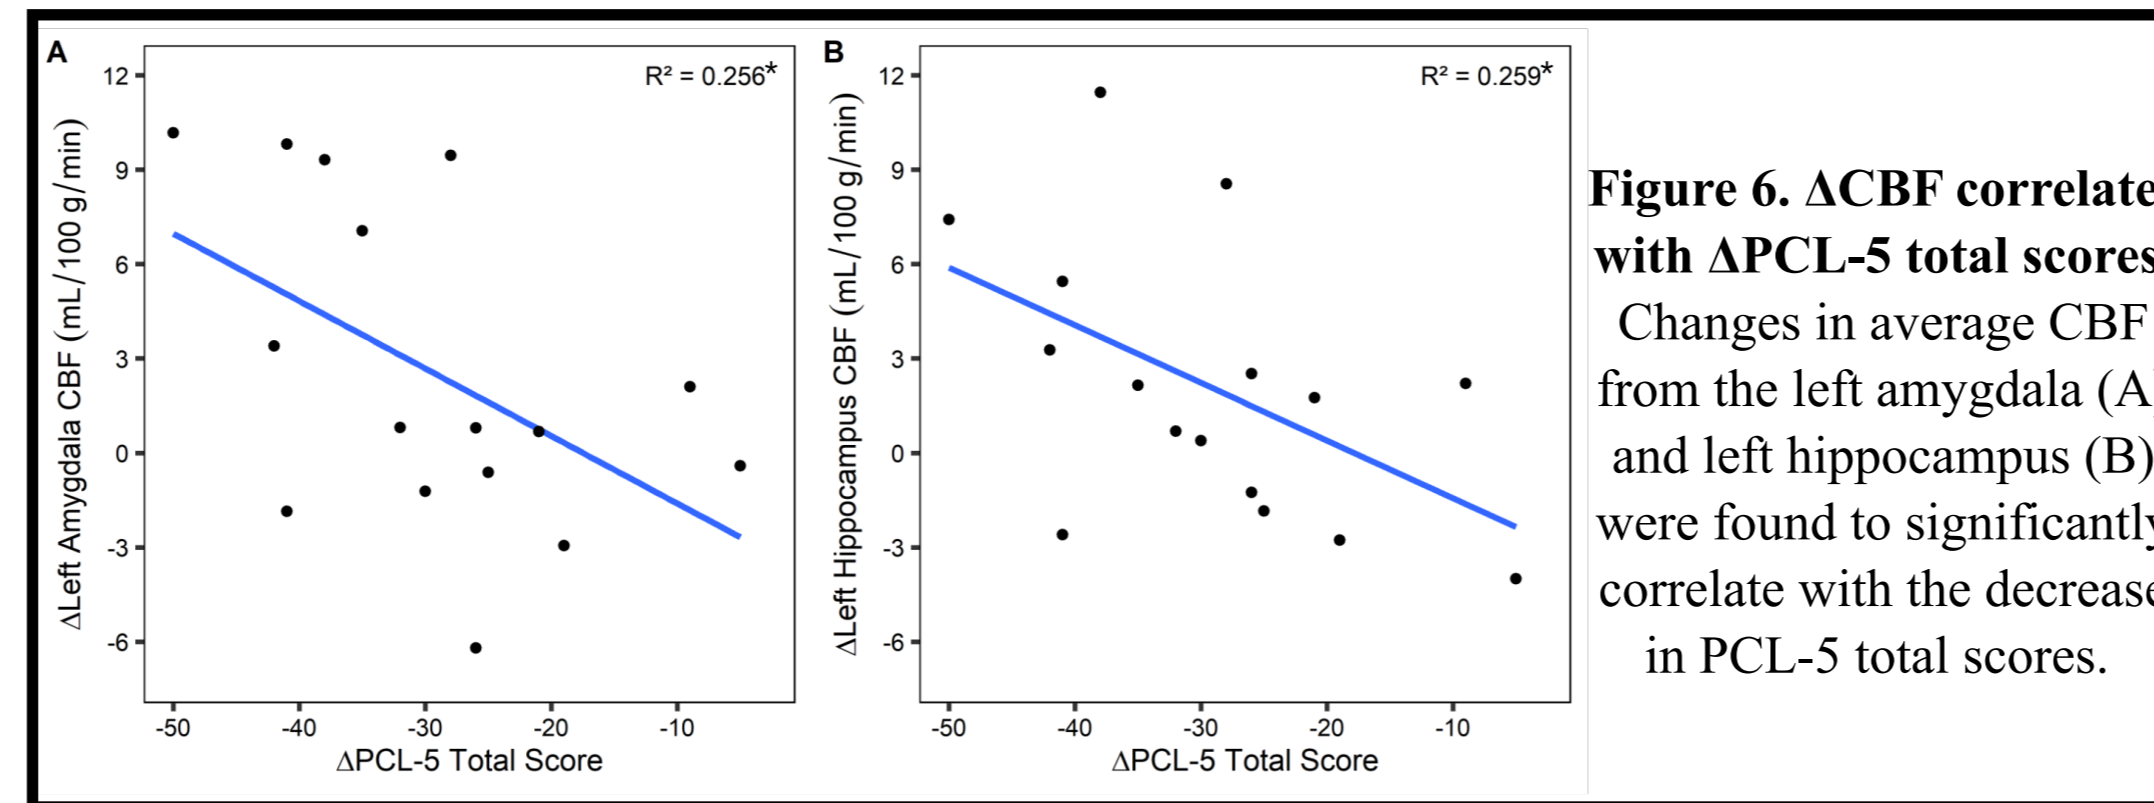 A
R² = 0.256*
ΔLeft Amygdala CBF (mL/100 g/min)
12
9
6
3
0
-3
-6
-50 -40 -30 -20 -10
ΔPCL-5 Total Score
B
R² = 0.259*
ΔLeft Hippocampus CBF (mL/100 g/min)
12
9
6
3
0
-3
-6
-50 -40 -30 -20 -10
ΔPCL-5 Total Score
Figure 6. ΔCBF correlate
with ΔPCL-5 total scores
Changes in average CBF
from the left amygdala (A
and left hippocampus (B)
were found to significantly
correlate with the decrease
in PCL-5 total scores.